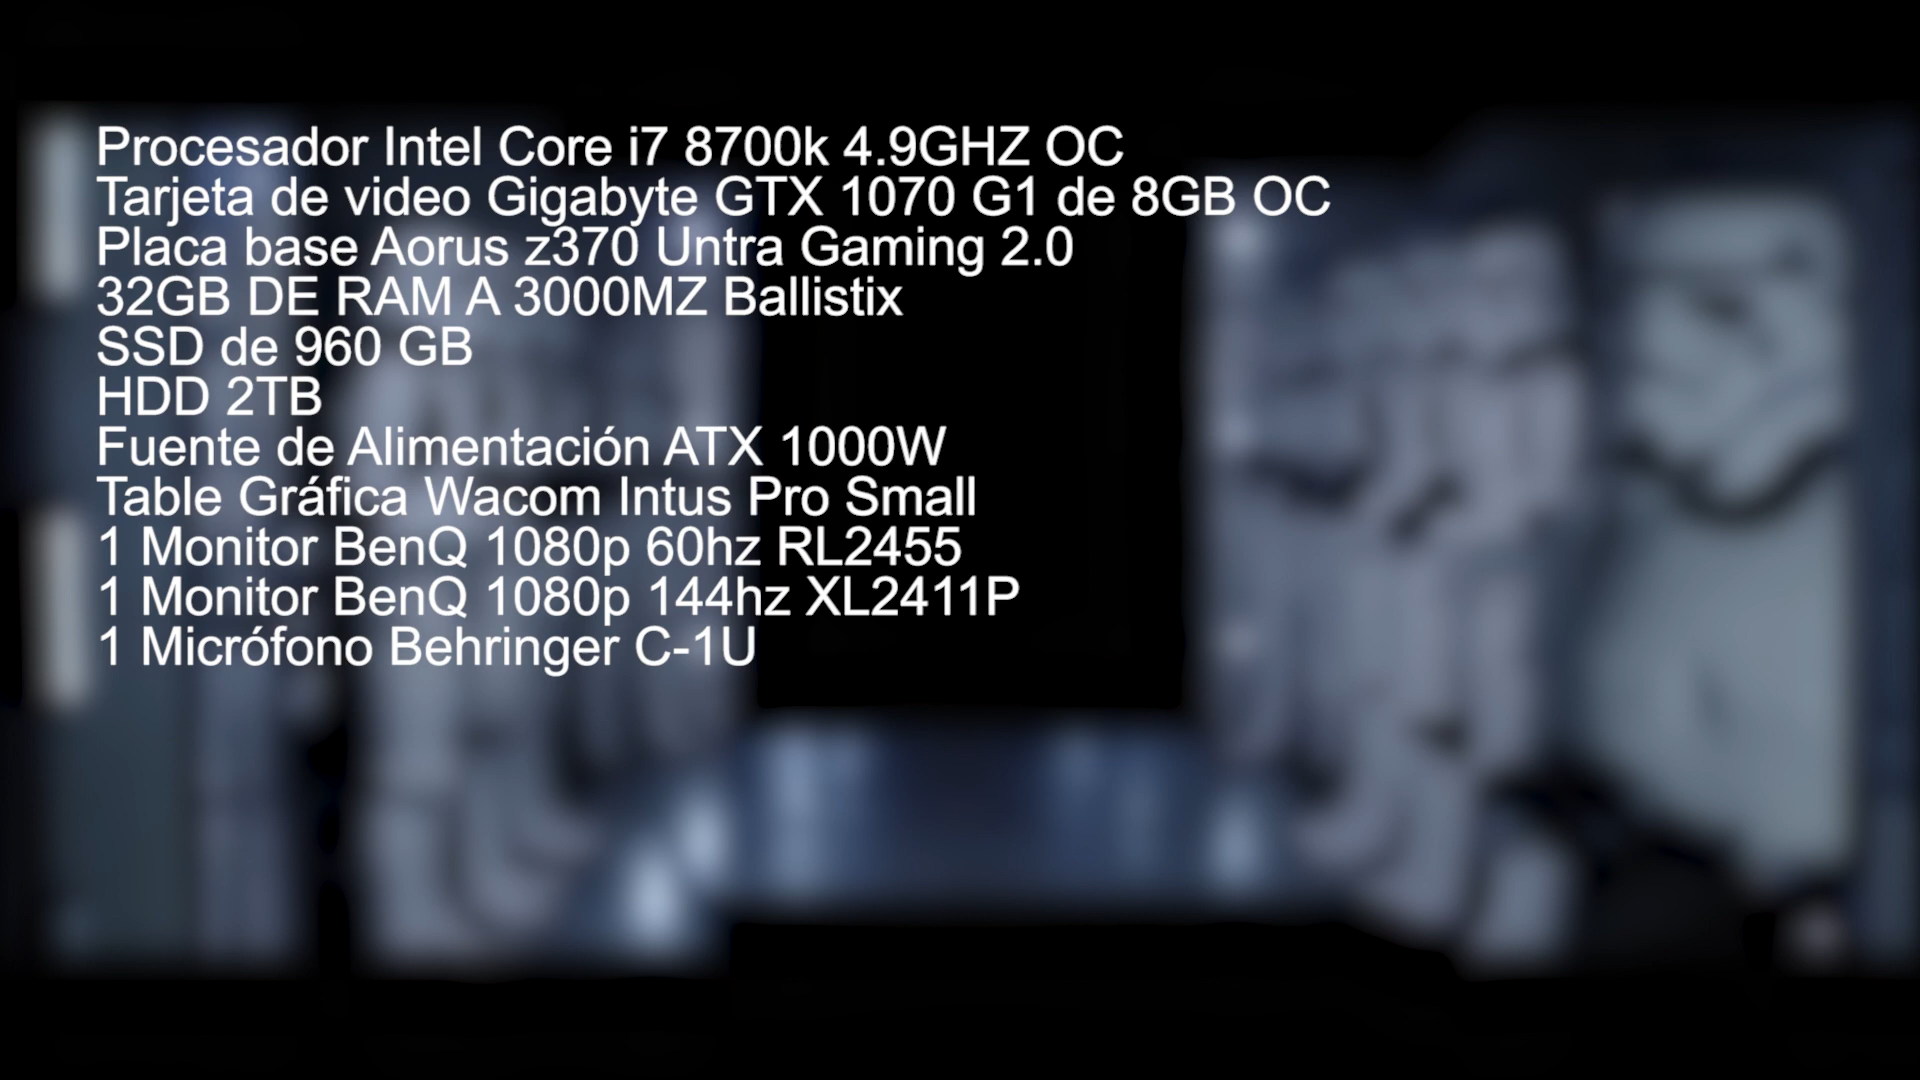 Procesador Intel Core i7 8700k 4.9GHZ OC
Tarjeta de video Gigabyte GTX 1070 G1 de 8GB OC
Placa base Aorus z370 Untra Gaming 2.0
32GB DE RAM A 3000MZ Ballistix
SSD de 960 GB
HDD 2TB
Fuente de Alimentación ATX 1000W
Table Gráfica Wacom Intus Pro Small
1 Monitor BenQ 1080p 60hz RL2455
1 Monitor BenQ 1080p 144hz XL2411P
1 Micrófono Behringer C-1U